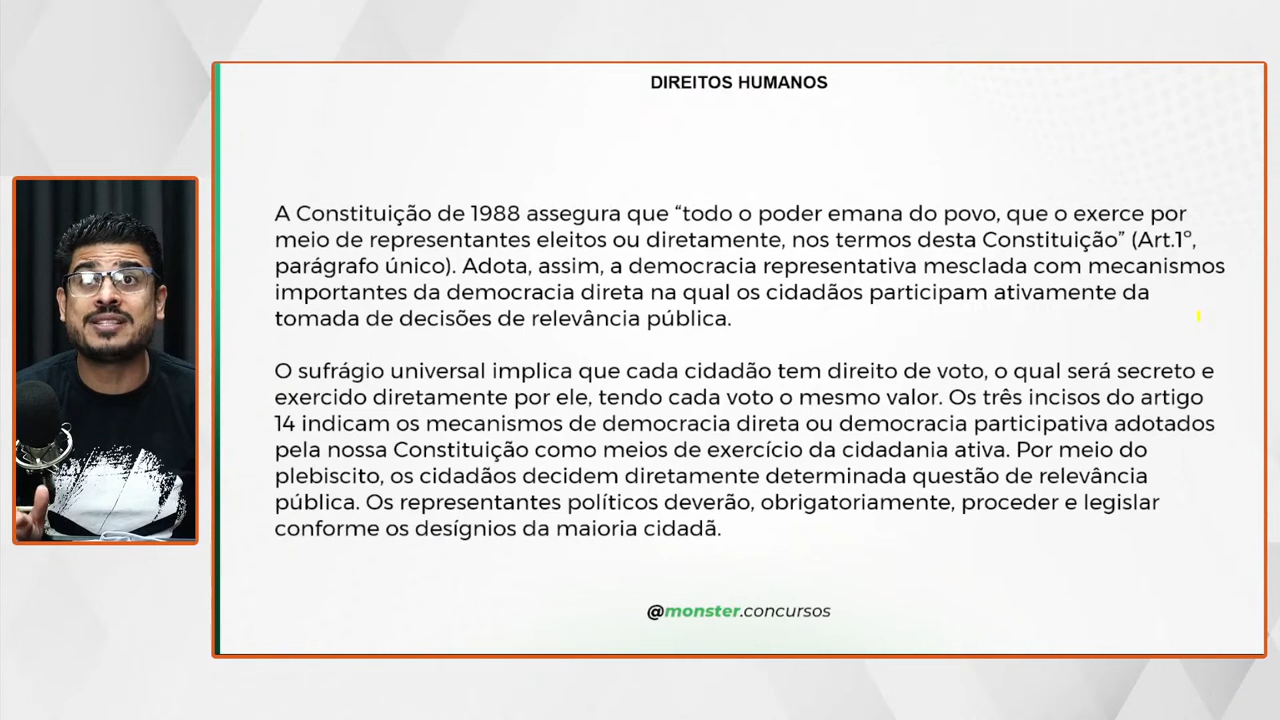 DIREITOS HUMANOS
A Constituição de 1988 assegura que “todo o poder emana do povo, que o exerce por
meio de representantes eleitos ou diretamente, nos termos desta Constituição” (Art.1º,
parágrafo único). Adota, assim, a democracia representativa mesclada com mecanismos
importantes da democracia direta na qual os cidadãos participam ativamente da
tomada de decisões de relevância pública.
O sufrágio universal implica que cada cidadão tem direito de voto, o qual será secreto e
exercido diretamente por ele, tendo cada voto o mesmo valor. Os três incisos do artigo
14 indicam os mecanismos de democracia direta ou democracia participativa adotados
pela nossa Constituição como meios de exercício da cidadania ativa. Por meio do
plebiscito, os cidadãos decidem diretamente determinada questão de relevância
pública. Os representantes políticos deverão, obrigatoriamente, proceder e legislar
conforme os desígnios da maioria cidadã.
@monster.concursos